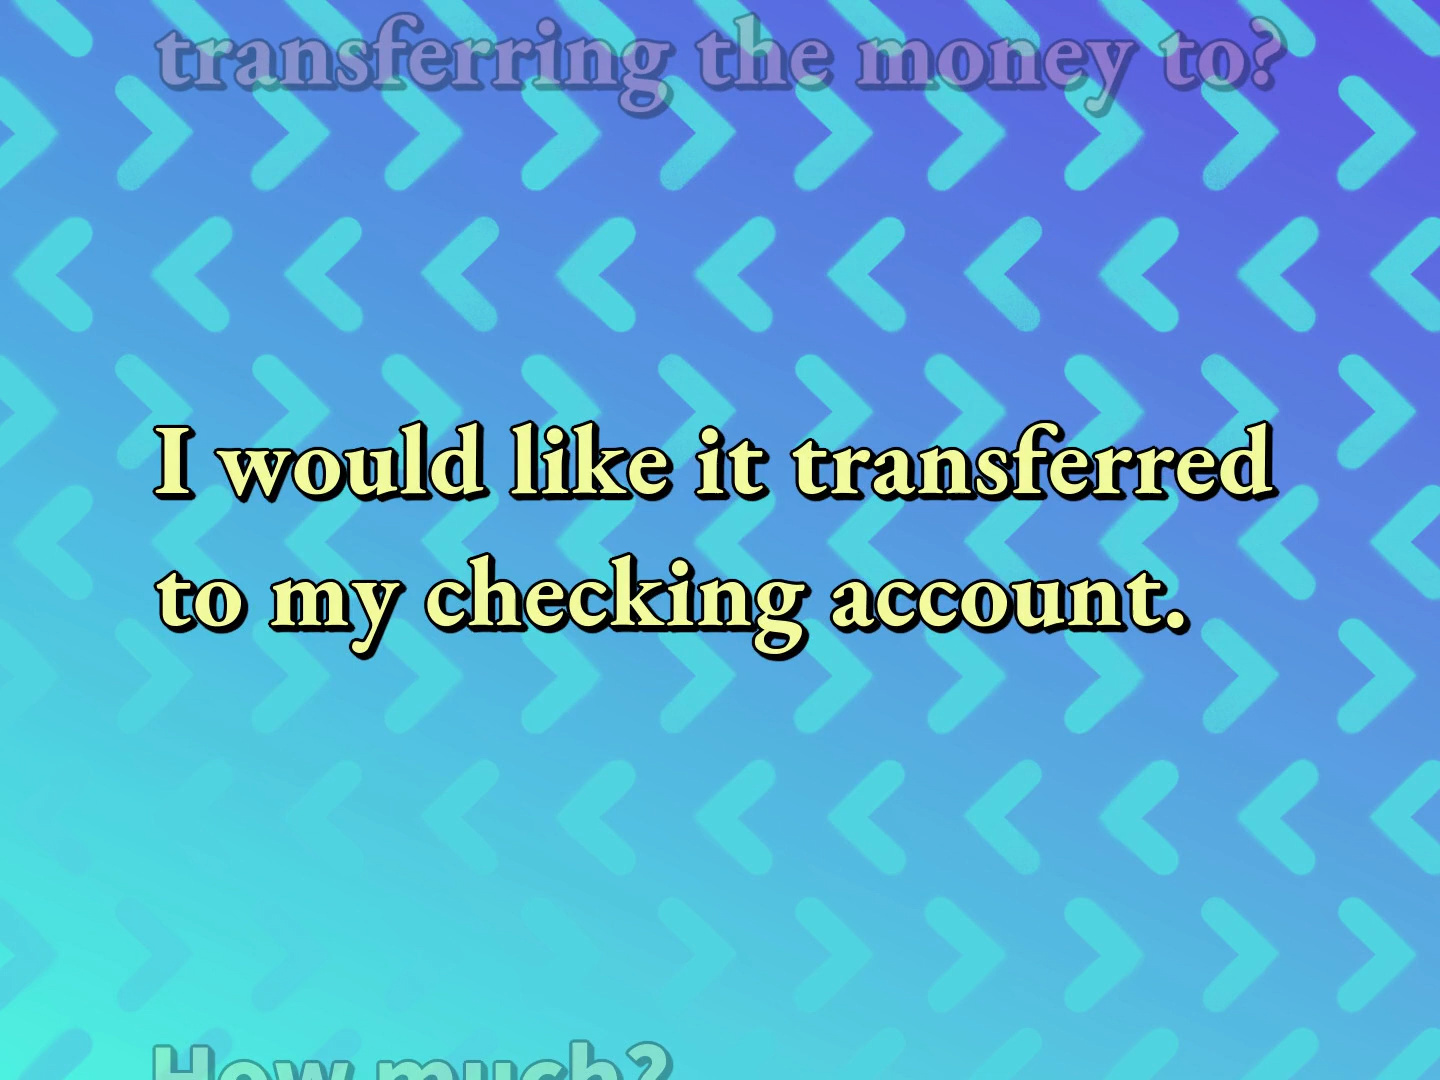 transferring the money to?
I would like it transferred
to my checking account.
How much?